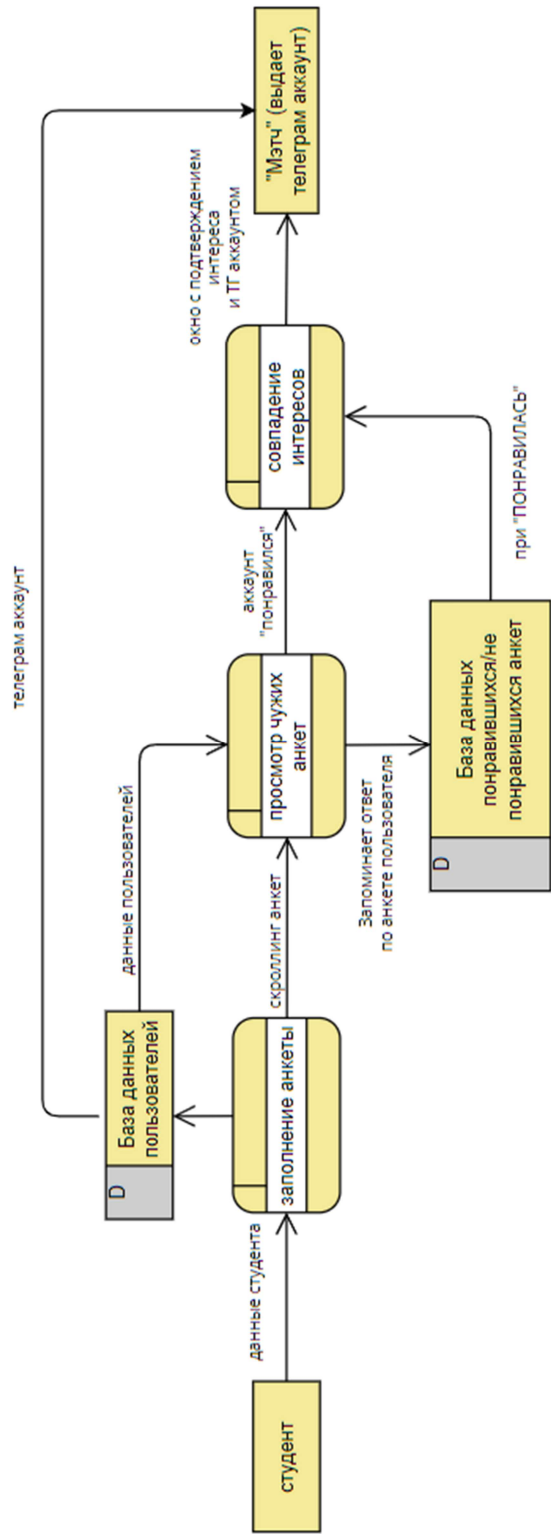 телеграм аккаунт
данные пользователей
D
База данных
пользователей
студент
данные студента
заполнение анкеты
скроллинг анкет
просмотр чужих
анкет
аккаунт
"понравился"
совпадение
интересов
окно с подтверждением
интереса
и ТГ аккаунтом
"Мэтч" (выдает
телеграм аккаунт)
Запоминает ответ
по анкете пользователя
D
База данных
понравившихся/не
понравившихся анкет
при "ПОНРАВИЛАСЬ"